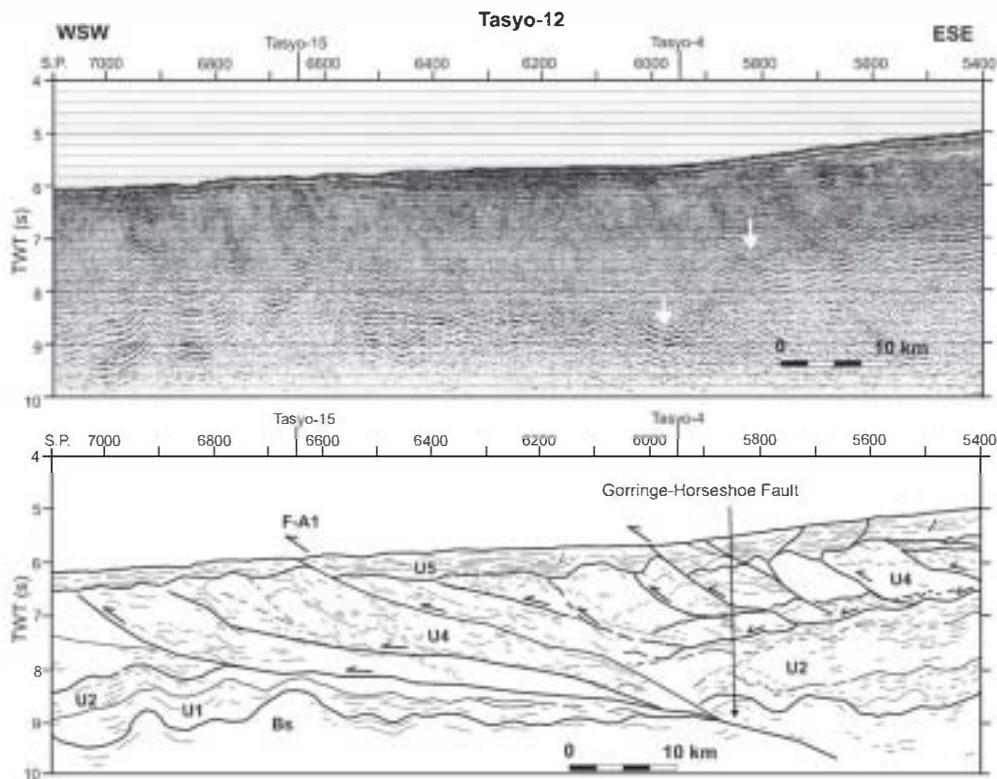 Tasyo-12
WSW
ESE
Tasyo-15
Tasyo-4
S.P. 7000 6800 6600 6400 6200 6000 5800 5600 5400
4
5
6
7
8
9
10
TWT (s)
0 10 km
Tasyo-15
Tasyo-4
S.P. 7000 6800 6600 6400 6200 6000 5800 5600 5400
4
5
6
7
8
9
10
TWT (s)
Gorringe-Horseshoe Fault
F-A1
U5
U4
U4
U2
U2
U1
Bs
0 10 km